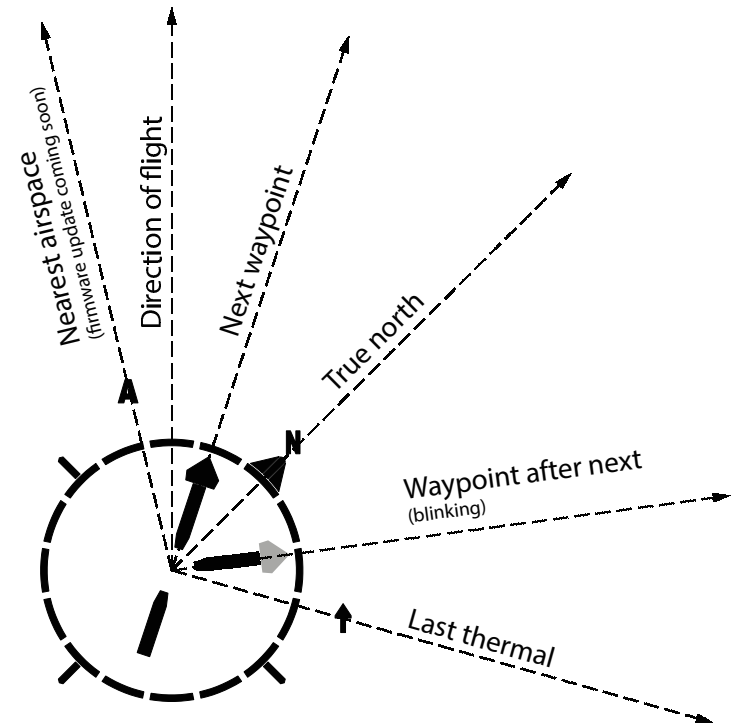 Nearest airspace
(firmware update coming soon)
Direction of flight
Next waypoint
True north
A
N
Waypoint after next
(blinking)
Last thermal